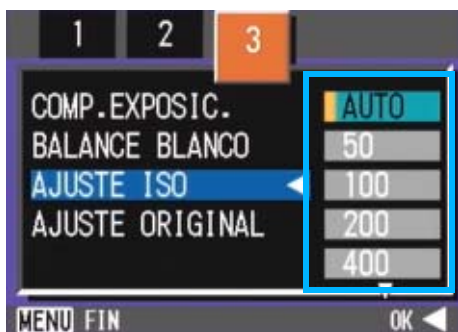 1 2 3
COMP.EXPOSIC. AUTO
BALANCE BLANCO 50
AJUSTE ISO 100
AJUSTE ORIGINAL 200
400
MENU FIN OK